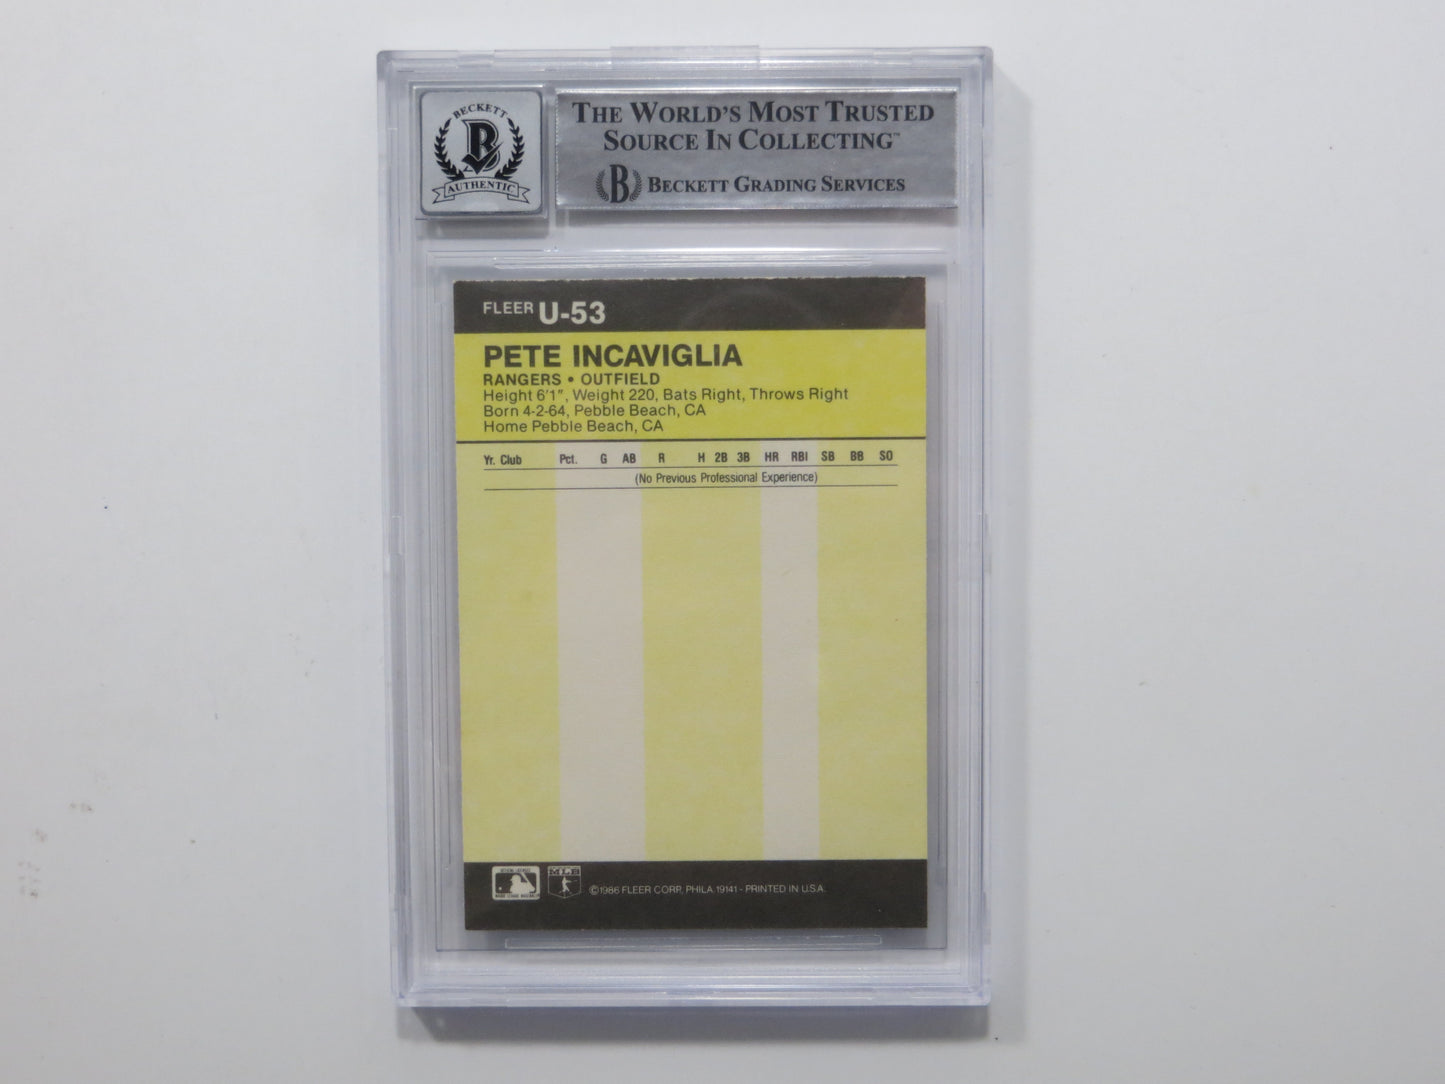 BECKETT
B
AUTHENTIC
THE WORLD'S MOST TRUSTED
SOURCE IN COLLECTING™
B BECKETT GRADING SERVICES
FLEER U-53
PETE INCAVIGLIA
RANGERS • OUTFIELD
Height 6'1", Weight 220, Bats Right, Throws Right
Born 4-2-64, Pebble Beach, CA
Home Pebble Beach, CA
Yr. Club Pct. G AB R H 2B 3B HR RBI SB BB SO
(No Previous Professional Experience)
MLB
©1986 FLEER CORP. PHILA. 19141 - PRINTED IN U.S.A.